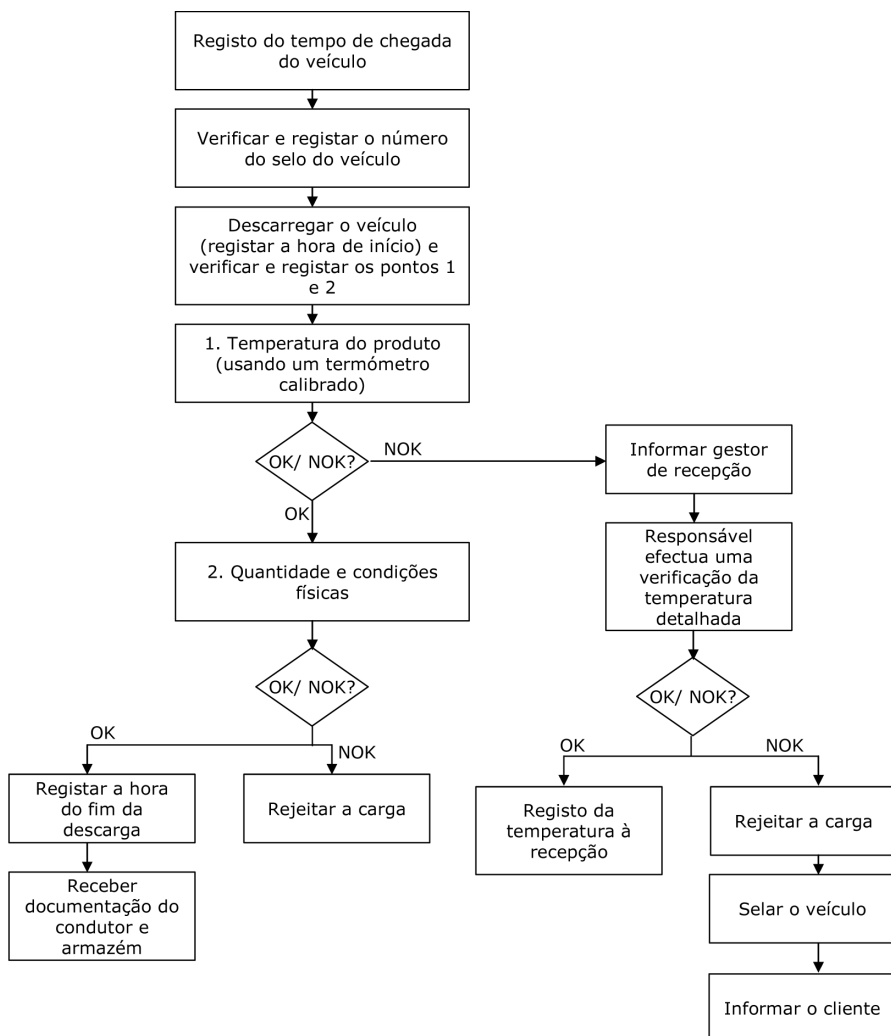 Registo do tempo de chegada
do veículo
Verificar e registar o número
do selo do veículo
Descarregar o veículo
(registar a hora de início) e
verificar e registar os pontos 1
e 2
1. Temperatura do produto
(usando um termómetro
calibrado)
OK/ NOK?
NOK
Informar gestor
de recepção
OK
Responsável
efectua uma
verificação da
temperatura
detalhada
2. Quantidade e condições
físicas
OK/ NOK?
OK/ NOK?
OK
NOK
OK
NOK
Registar a hora
do fim da
descarga
Rejeitar a carga
Registo da
temperatura à
recepção
Rejeitar a carga
Receber
documentação do
condutor e
armazém
Selar o veículo
Informar o cliente